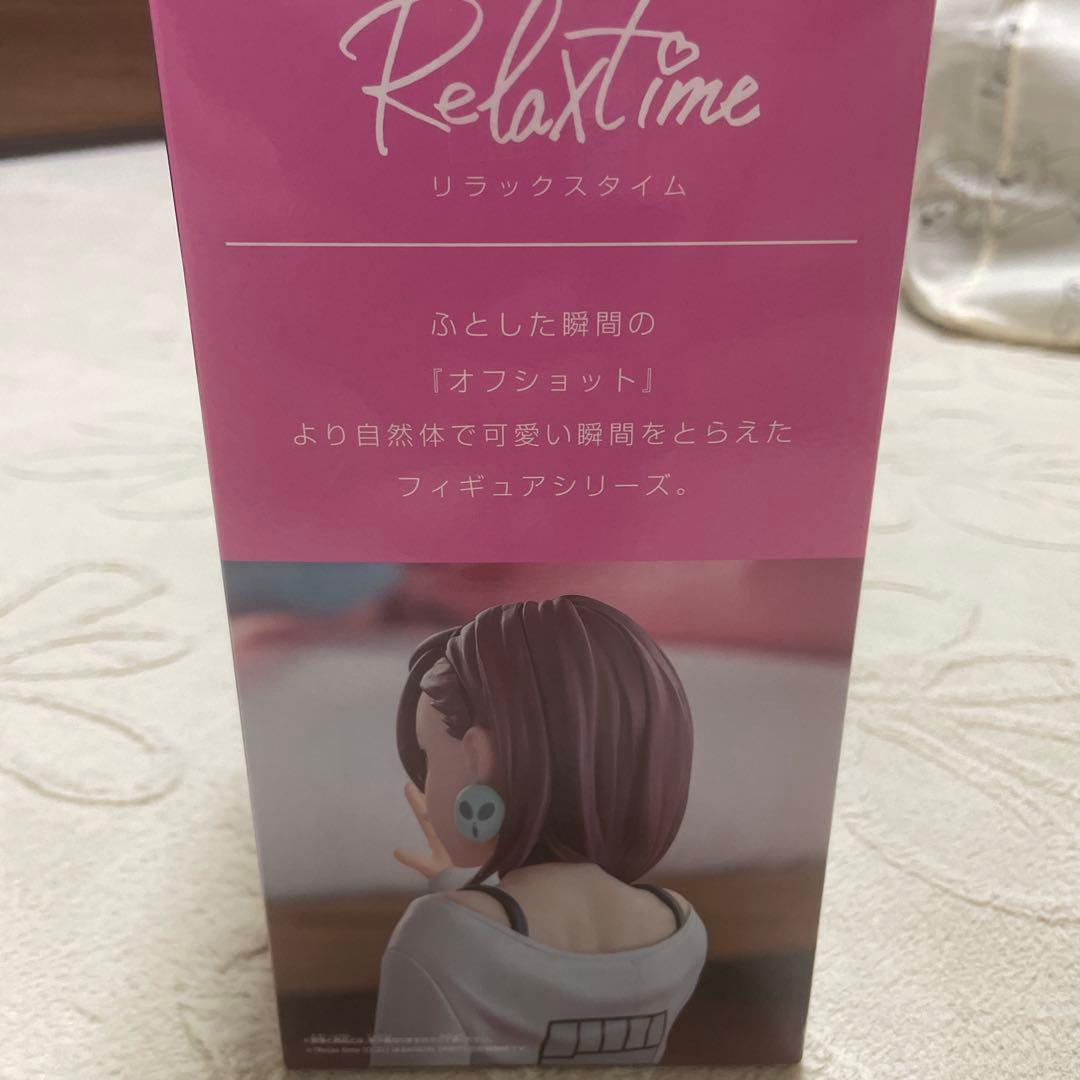 Relaxtime
リラックスタイム
ふとした瞬間の
『オフショット』
より自然体で可愛い瞬間をとらえた
フィギュアシリーズ。